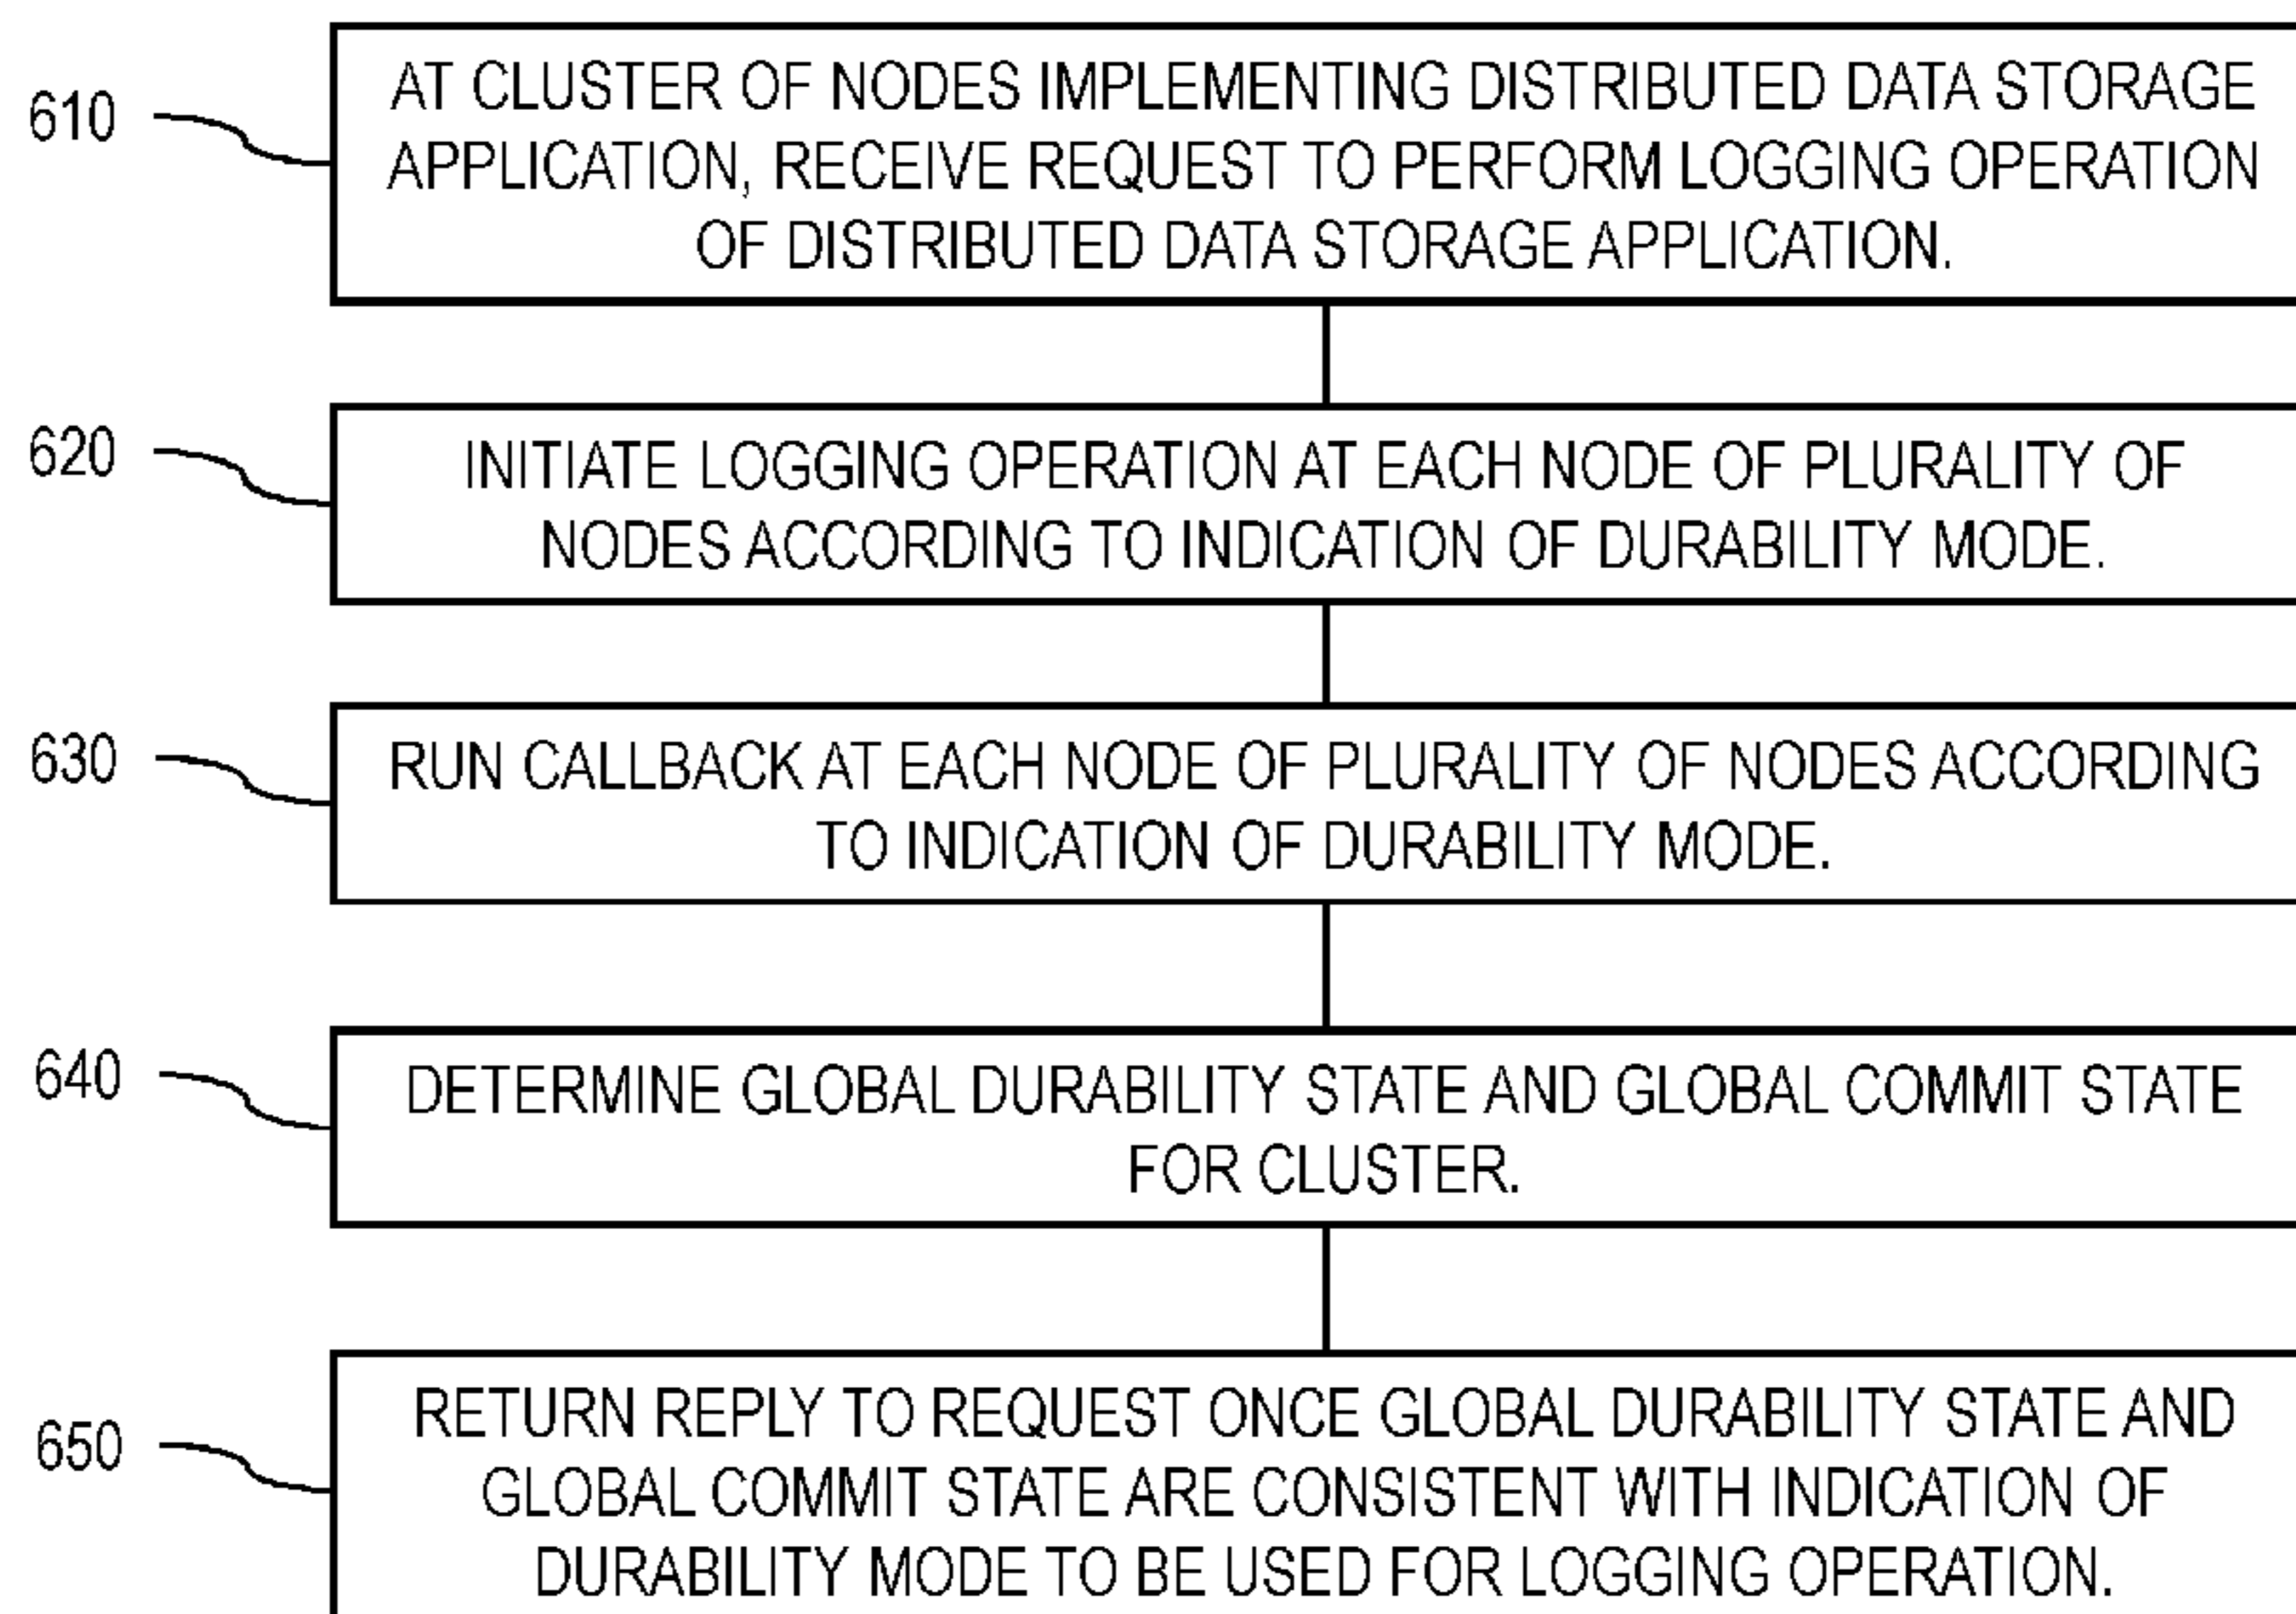 610
AT CLUSTER OF NODES IMPLEMENTING DISTRIBUTED DATA STORAGE
APPLICATION, RECEIVE REQUEST TO PERFORM LOGGING OPERATION
OF DISTRIBUTED DATA STORAGE APPLICATION.
620
INITIATE LOGGING OPERATION AT EACH NODE OF PLURALITY OF
NODES ACCORDING TO INDICATION OF DURABILITY MODE.
630
RUN CALLBACK AT EACH NODE OF PLURALITY OF NODES ACCORDING
TO INDICATION OF DURABILITY MODE.
640
DETERMINE GLOBAL DURABILITY STATE AND GLOBAL COMMIT STATE
FOR CLUSTER.
650
RETURN REPLY TO REQUEST ONCE GLOBAL DURABILITY STATE AND
GLOBAL COMMIT STATE ARE CONSISTENT WITH INDICATION OF
DURABILITY MODE TO BE USED FOR LOGGING OPERATION.